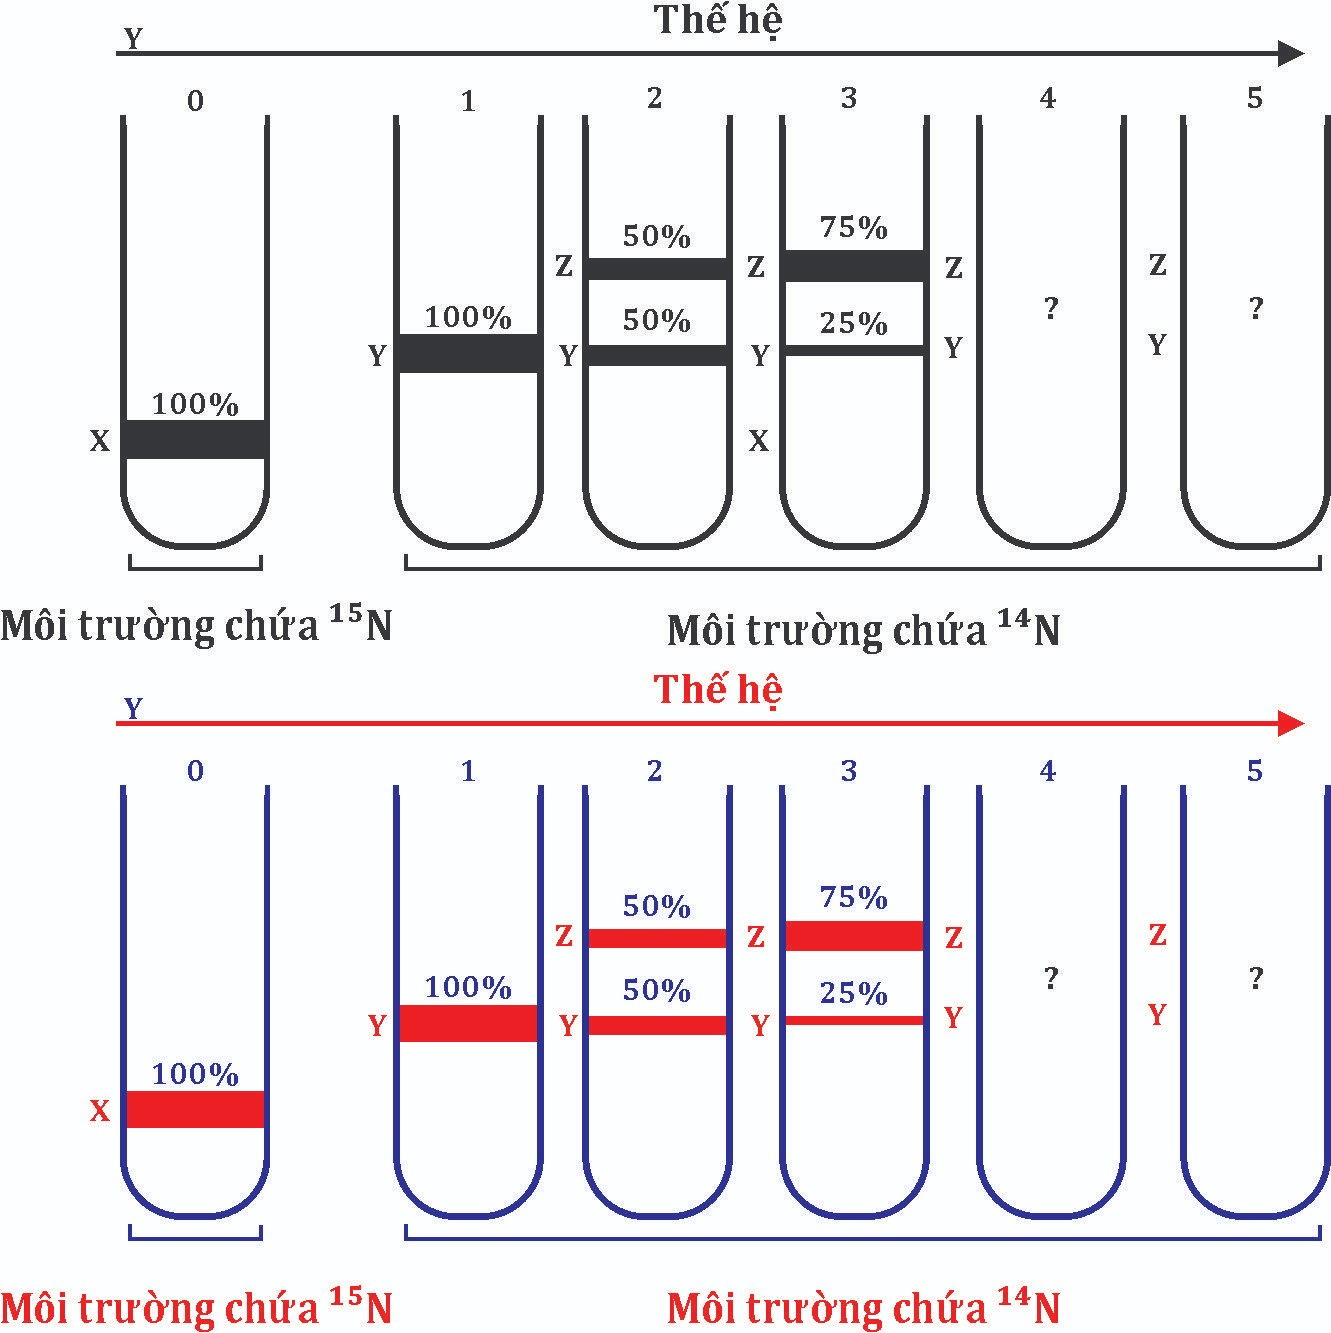 Thế hệ
Y
0 1 2 3 4 5
75%
50%
Z Z Z Z
100% 50% 25% ? ?
Y Y Y Y Y
100%
X X
Môi trường chứa ¹⁵N Môi trường chứa ¹⁴N
Thế hệ
Y
0 1 2 3 4 5
75%
50%
Z Z Z Z
100% 50% 25% ? ?
Y Y Y Y Y
100%
X
Môi trường chứa ¹⁵N Môi trường chứa ¹⁴N